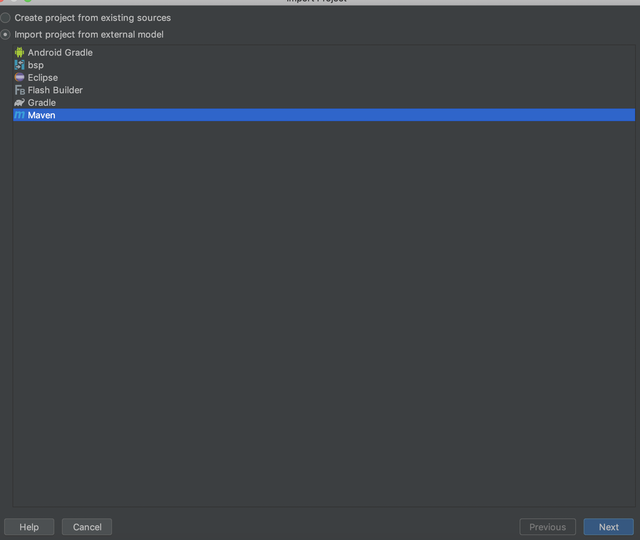 Import Project
Create project from existing sources
Import project from external model
Android Gradle
bsp
Eclipse
Flash Builder
Gradle
Maven
Help
Cancel
Previous
Next